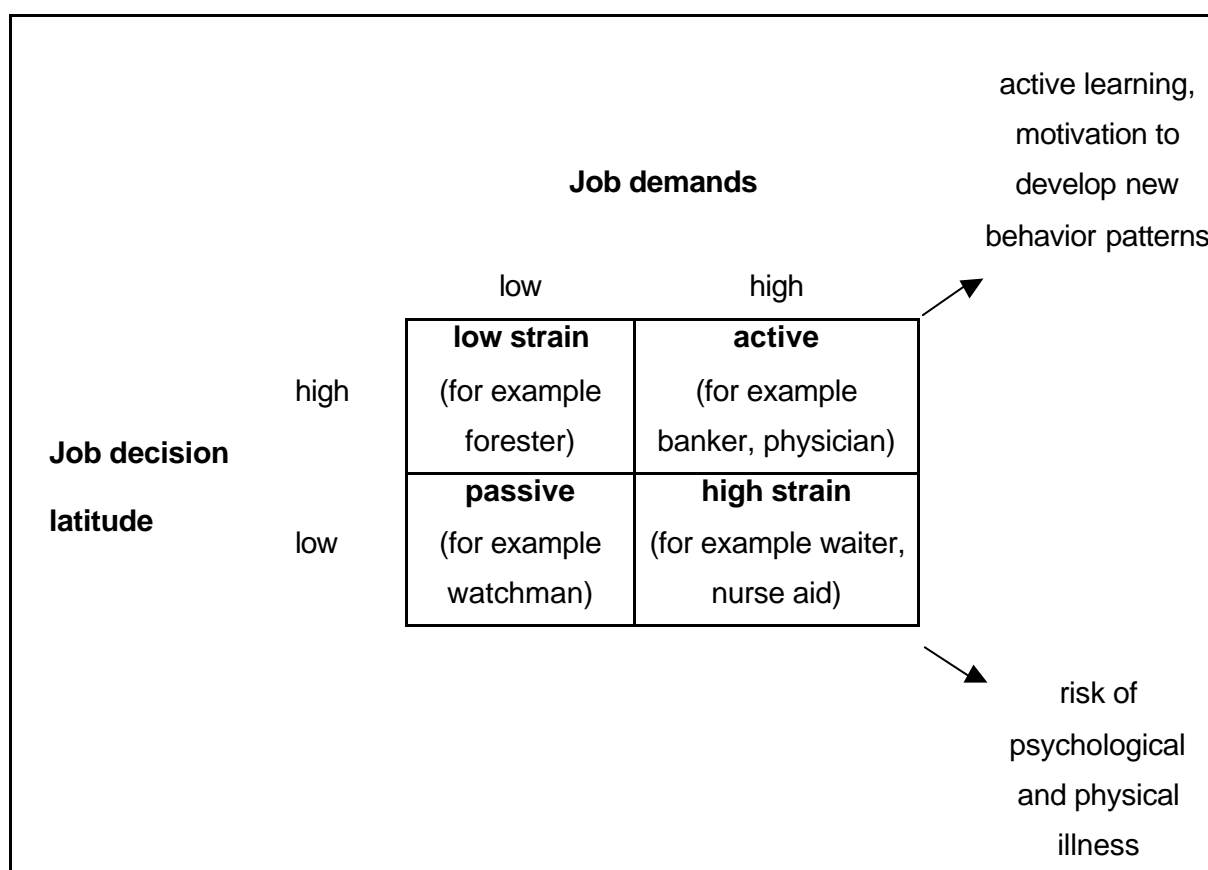 active learning,
motivation to
develop new
behavior patterns
Job demands
low high
low strain active
high (for example (for example
forester) banker, physician)
Job decision
latitude
passive high strain
low (for example (for example waiter,
watchman) nurse aid)
risk of
psychological
and physical
illness